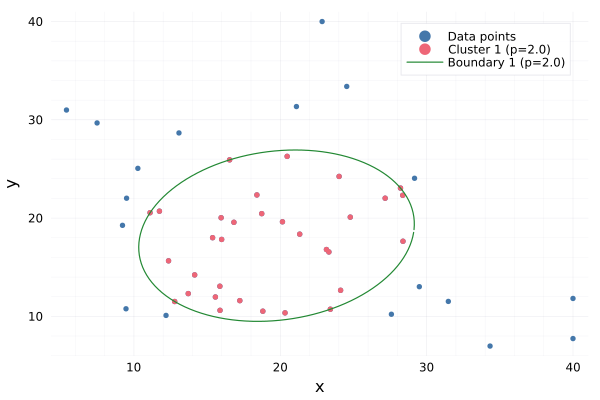 40
30
20
10
y
Data points
Cluster 1 (p=2.0)
Boundary 1 (p=2.0)
10 20 30 40
x